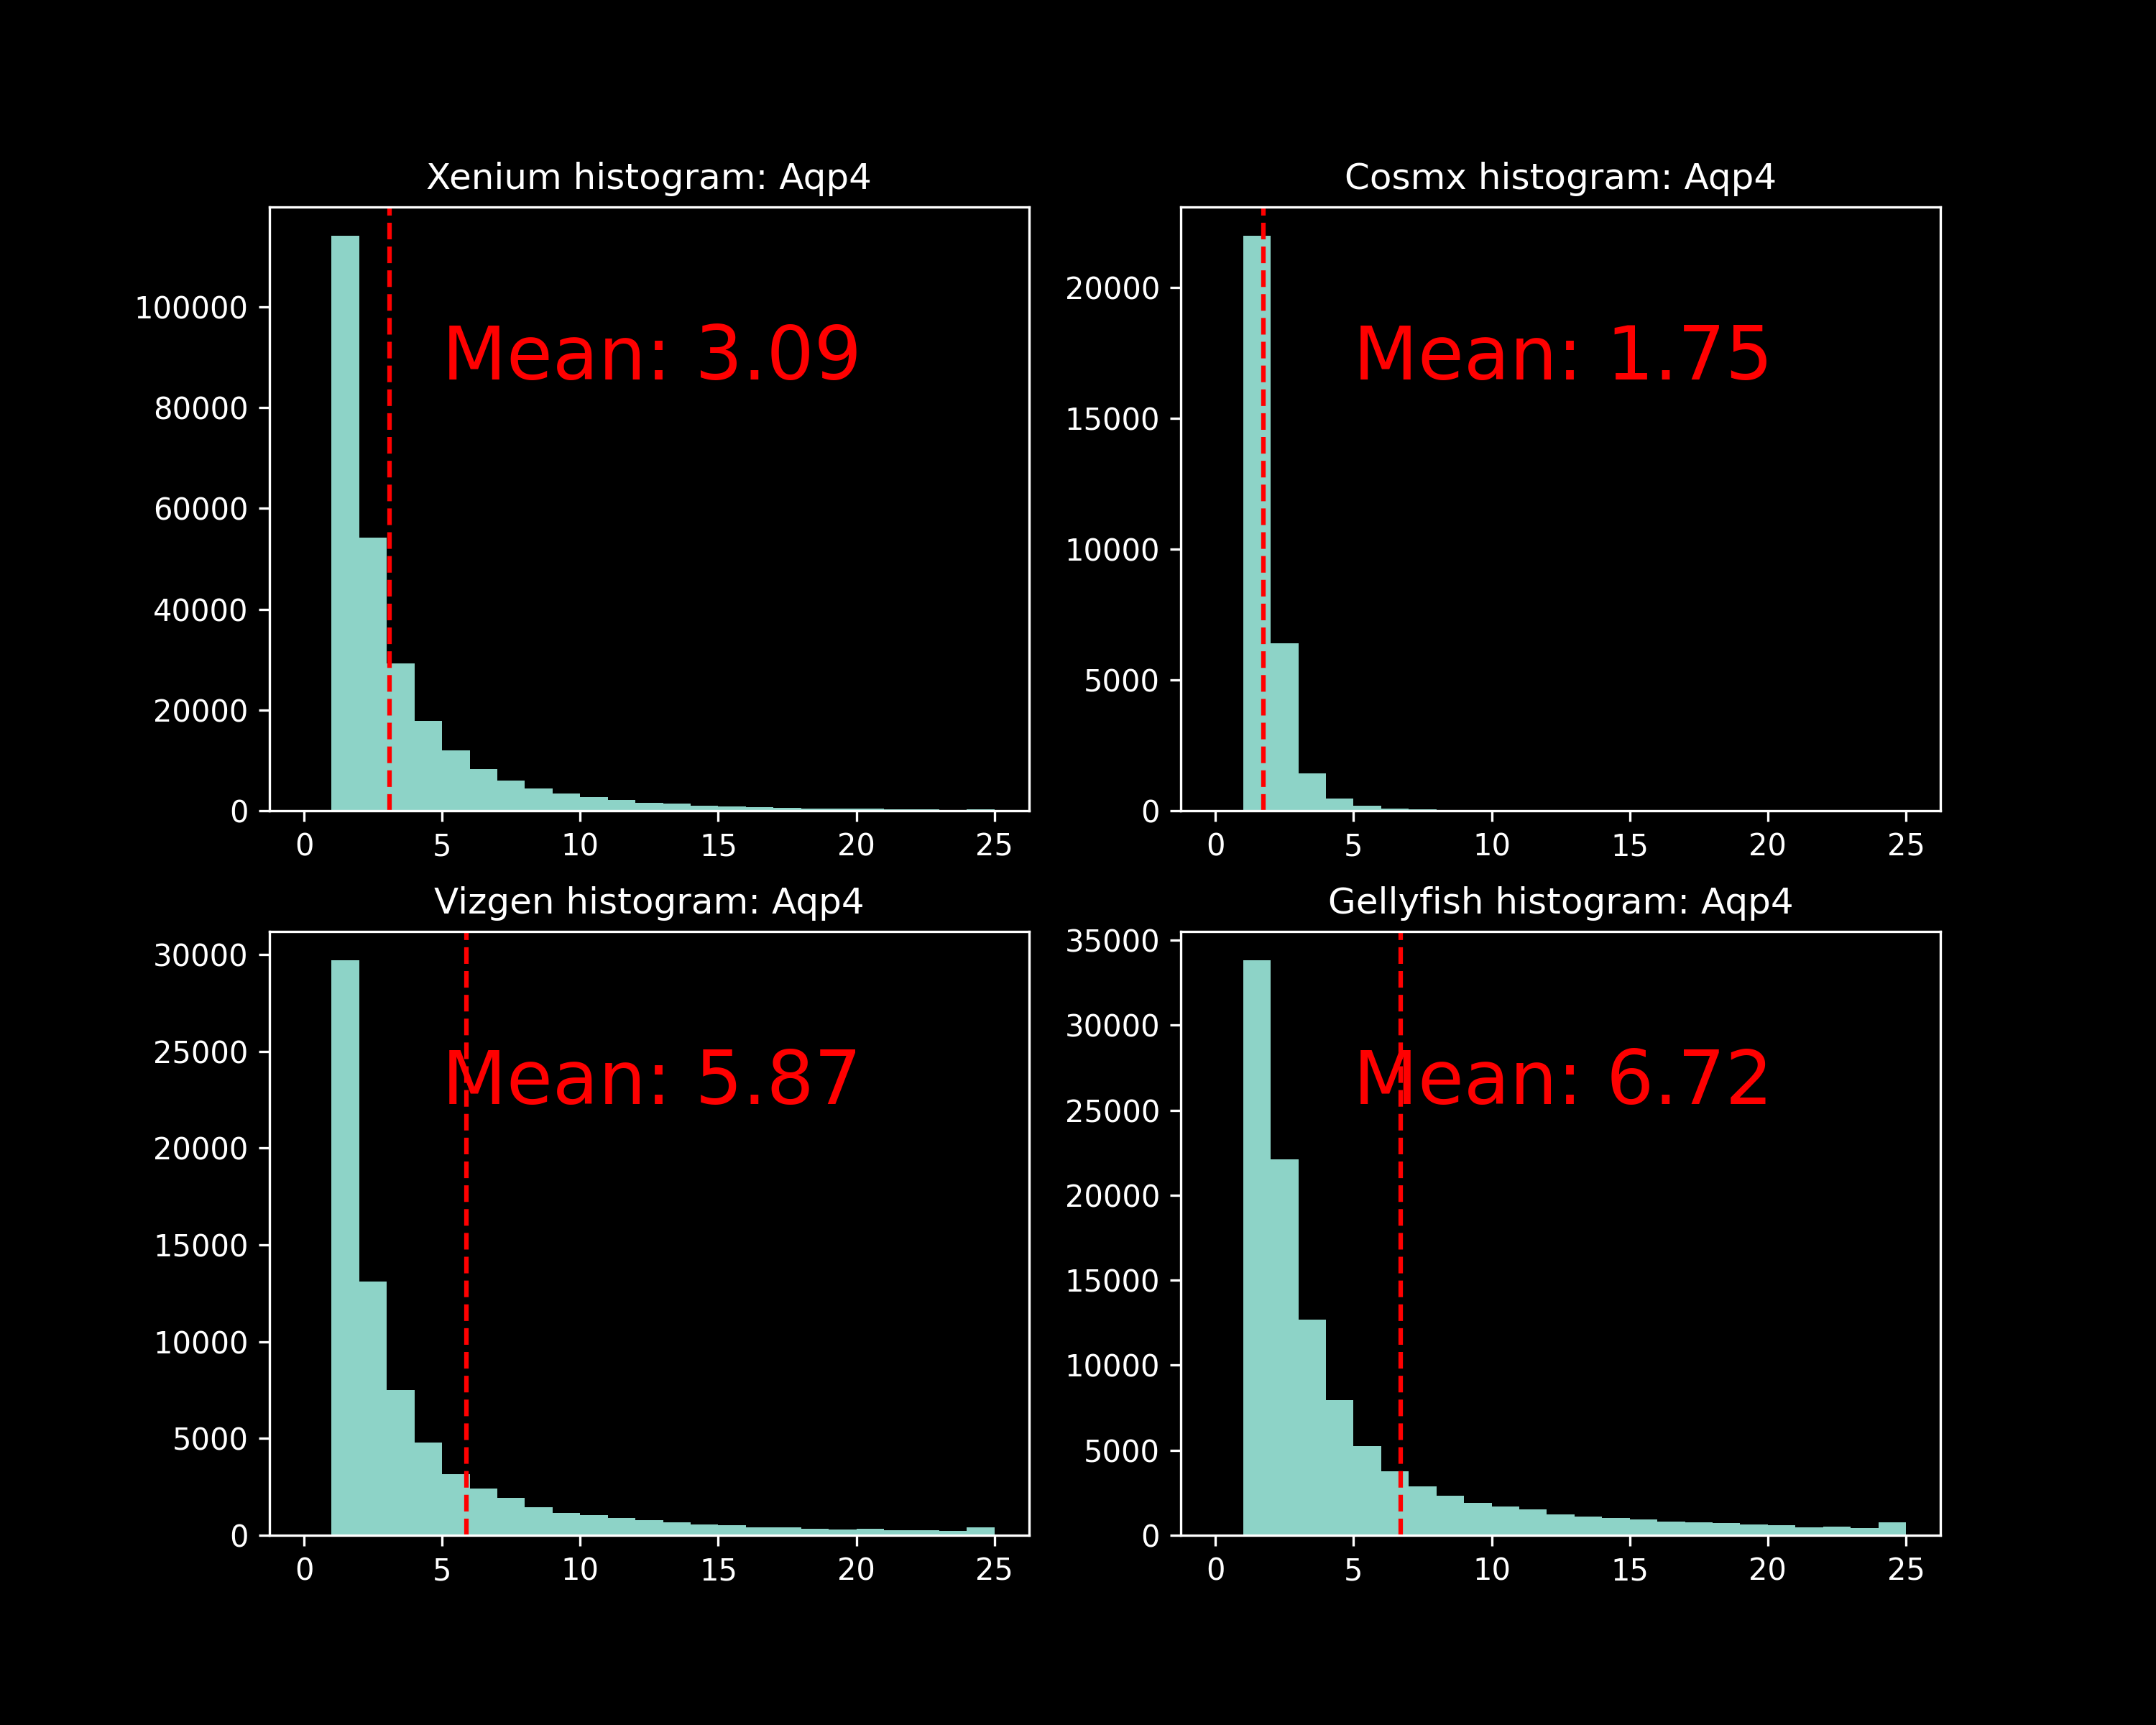 Xenium histogram: Aqp4
100000
80000
60000
40000
20000
0
Mean: 3.09
0 5 10 15 20 25
Cosmx histogram: Aqp4
20000
15000
10000
5000
0
Mean: 1.75
0 5 10 15 20 25
Vizgen histogram: Aqp4
30000
25000
20000
15000
10000
5000
0
Mean: 5.87
0 5 10 15 20 25
Gellyfish histogram: Aqp4
35000
30000
25000
20000
15000
10000
5000
0
Mean: 6.72
0 5 10 15 20 25